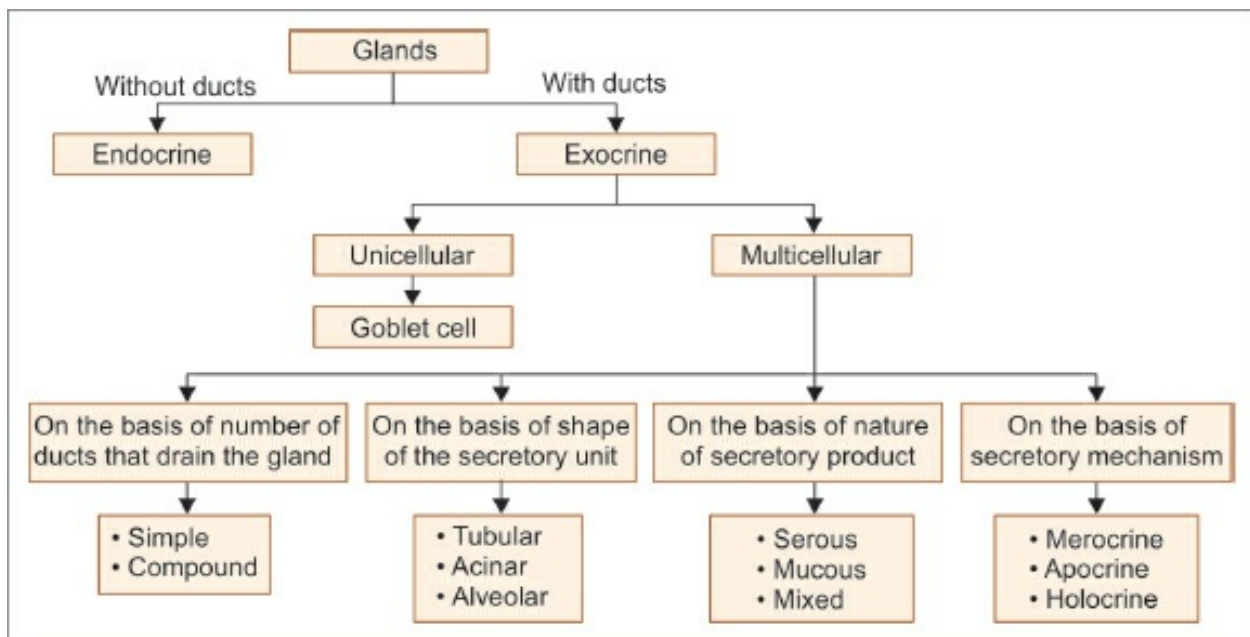 Glands
Without ducts
With ducts
Endocrine
Exocrine
Unicellular
Multicellular
Goblet cell
On the basis of number of
ducts that drain the gland
On the basis of shape
of the secretory unit
On the basis of nature
of secretory product
On the basis of
secretory mechanism
• Simple
• Compound
• Tubular
• Acinar
• Alveolar
• Serous
• Mucous
• Mixed
• Merocrine
• Apocrine
• Holocrine